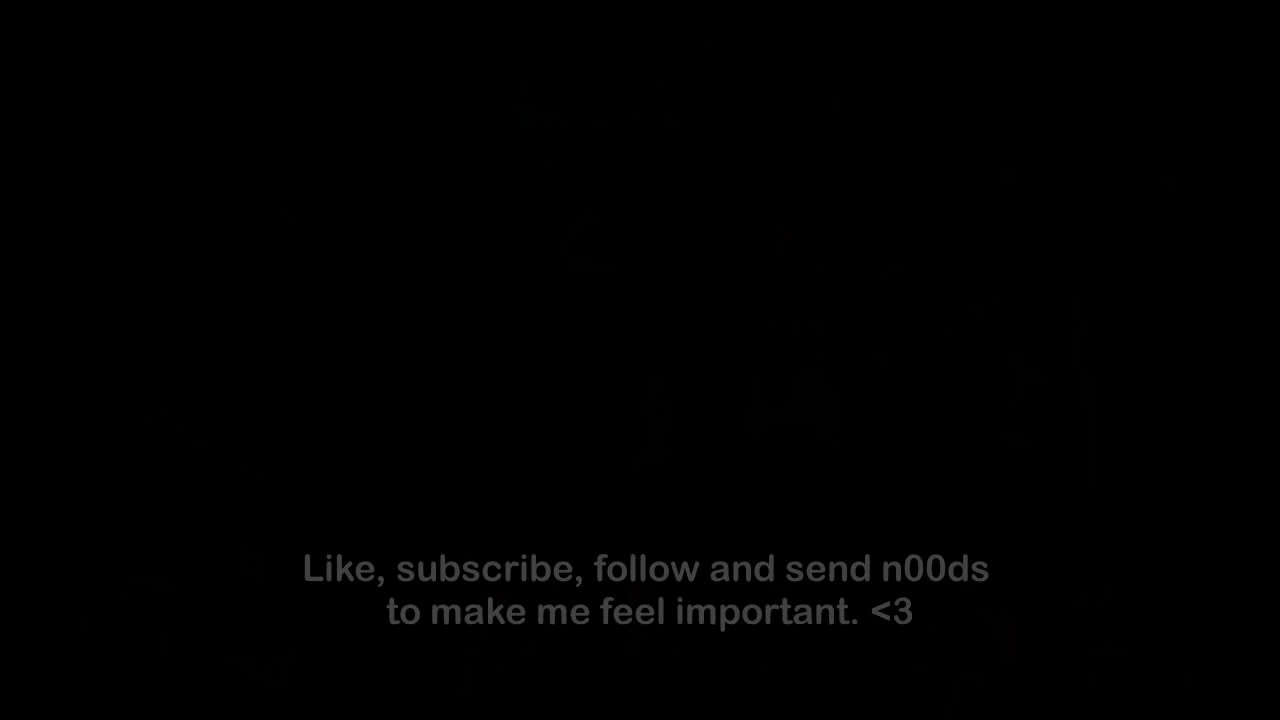 Like, subscribe, follow and send n00ds
to make me feel important. <3